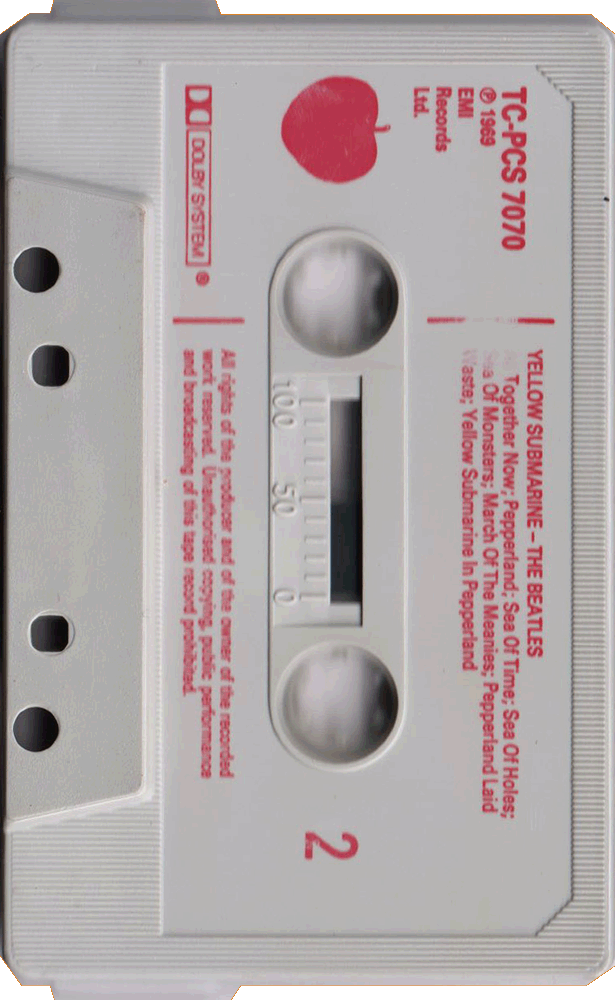 TC-PCS 7070
℗ 1969
EMI
Records
Ltd.
YELLOW SUBMARINE – THE BEATLES
Together Now; Pepperland; Sea Of Time; Sea Of Holes;
Sea Of Monsters; March Of The Meanies; Pepperland Laid
Waste; Yellow Submarine In Pepperland
100 50 0
2
DOLBY SYSTEM ®
All rights of the producer and of the owner of the recorded
work reserved. Unauthorised copying, public performance
and broadcasting of this tape record prohibited.